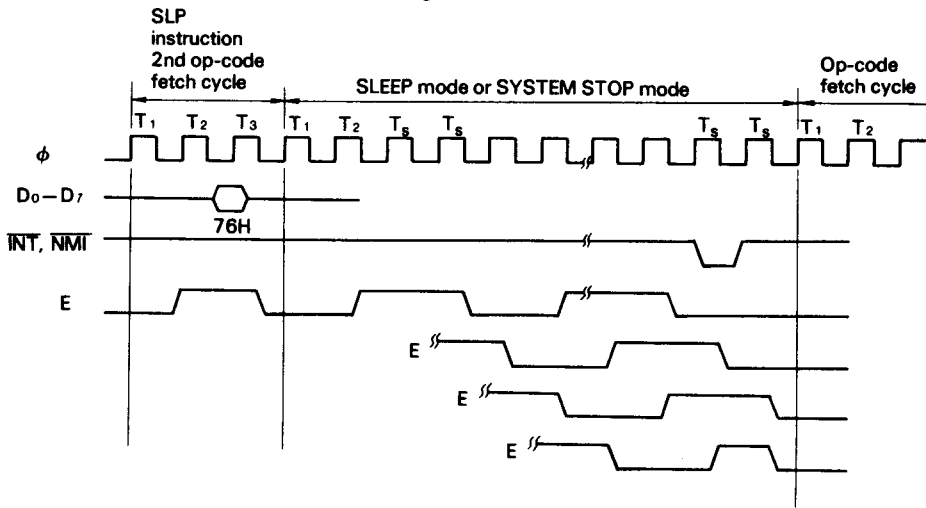 SLP
instruction
2nd op-code
fetch cycle
SLEEP mode or SYSTEM STOP mode
Op-code
fetch cycle
T1 T2 T3 T1 T2 Ts Ts Ts Ts T1 T2
φ
D0—D7
76H
INT, NMI
E
E
E
E